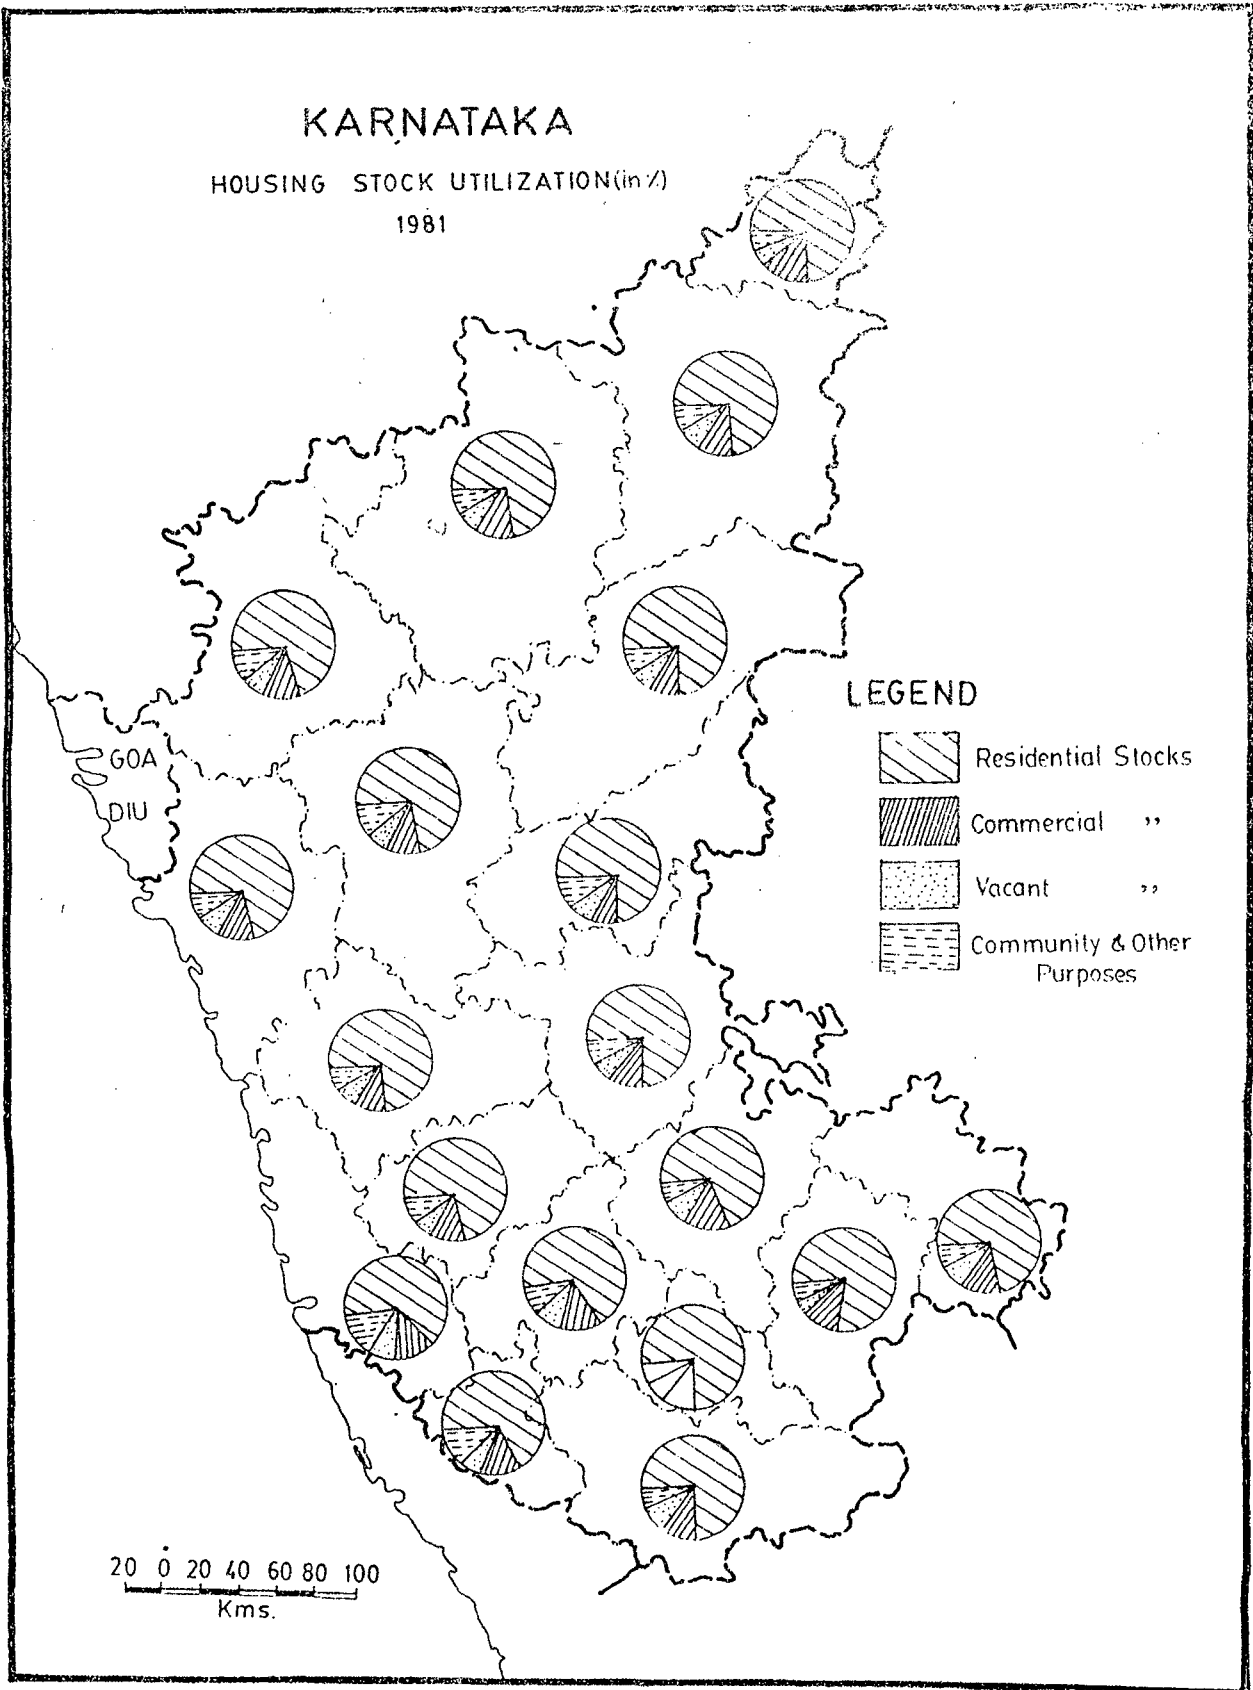 KARNATAKA
HOUSING STOCK UTILIZATION(in%)
1981
LEGEND
Residential Stocks
Commercial ,,
Vacant ,,
Community & Other
Purposes
GOA
DIU
20 0 20 40 60 80 100
Kms.